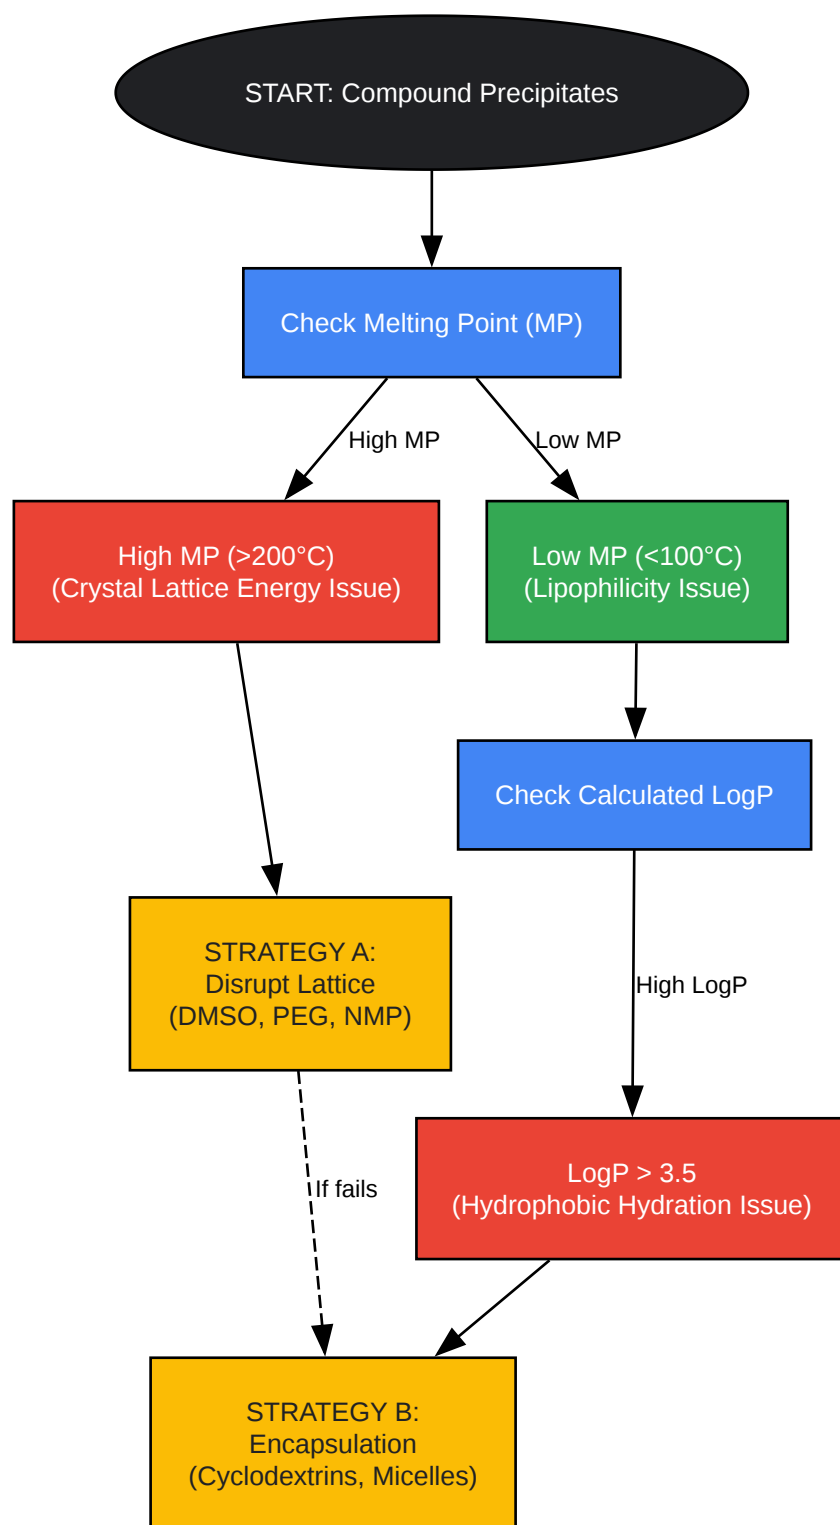 START: Compound Precipitates
Check Melting Point (MP)
High MP
Low MP
High MP (>200°C)
(Crystal Lattice Energy Issue)
Low MP (<100°C)
(Lipophilicity Issue)
Check Calculated LogP
STRATEGY A:
Disrupt Lattice
(DMSO, PEG, NMP)
High LogP
LogP > 3.5
(Hydrophobic Hydration Issue)
If fails
STRATEGY B:
Encapsulation
(Cyclodextrins, Micelles)